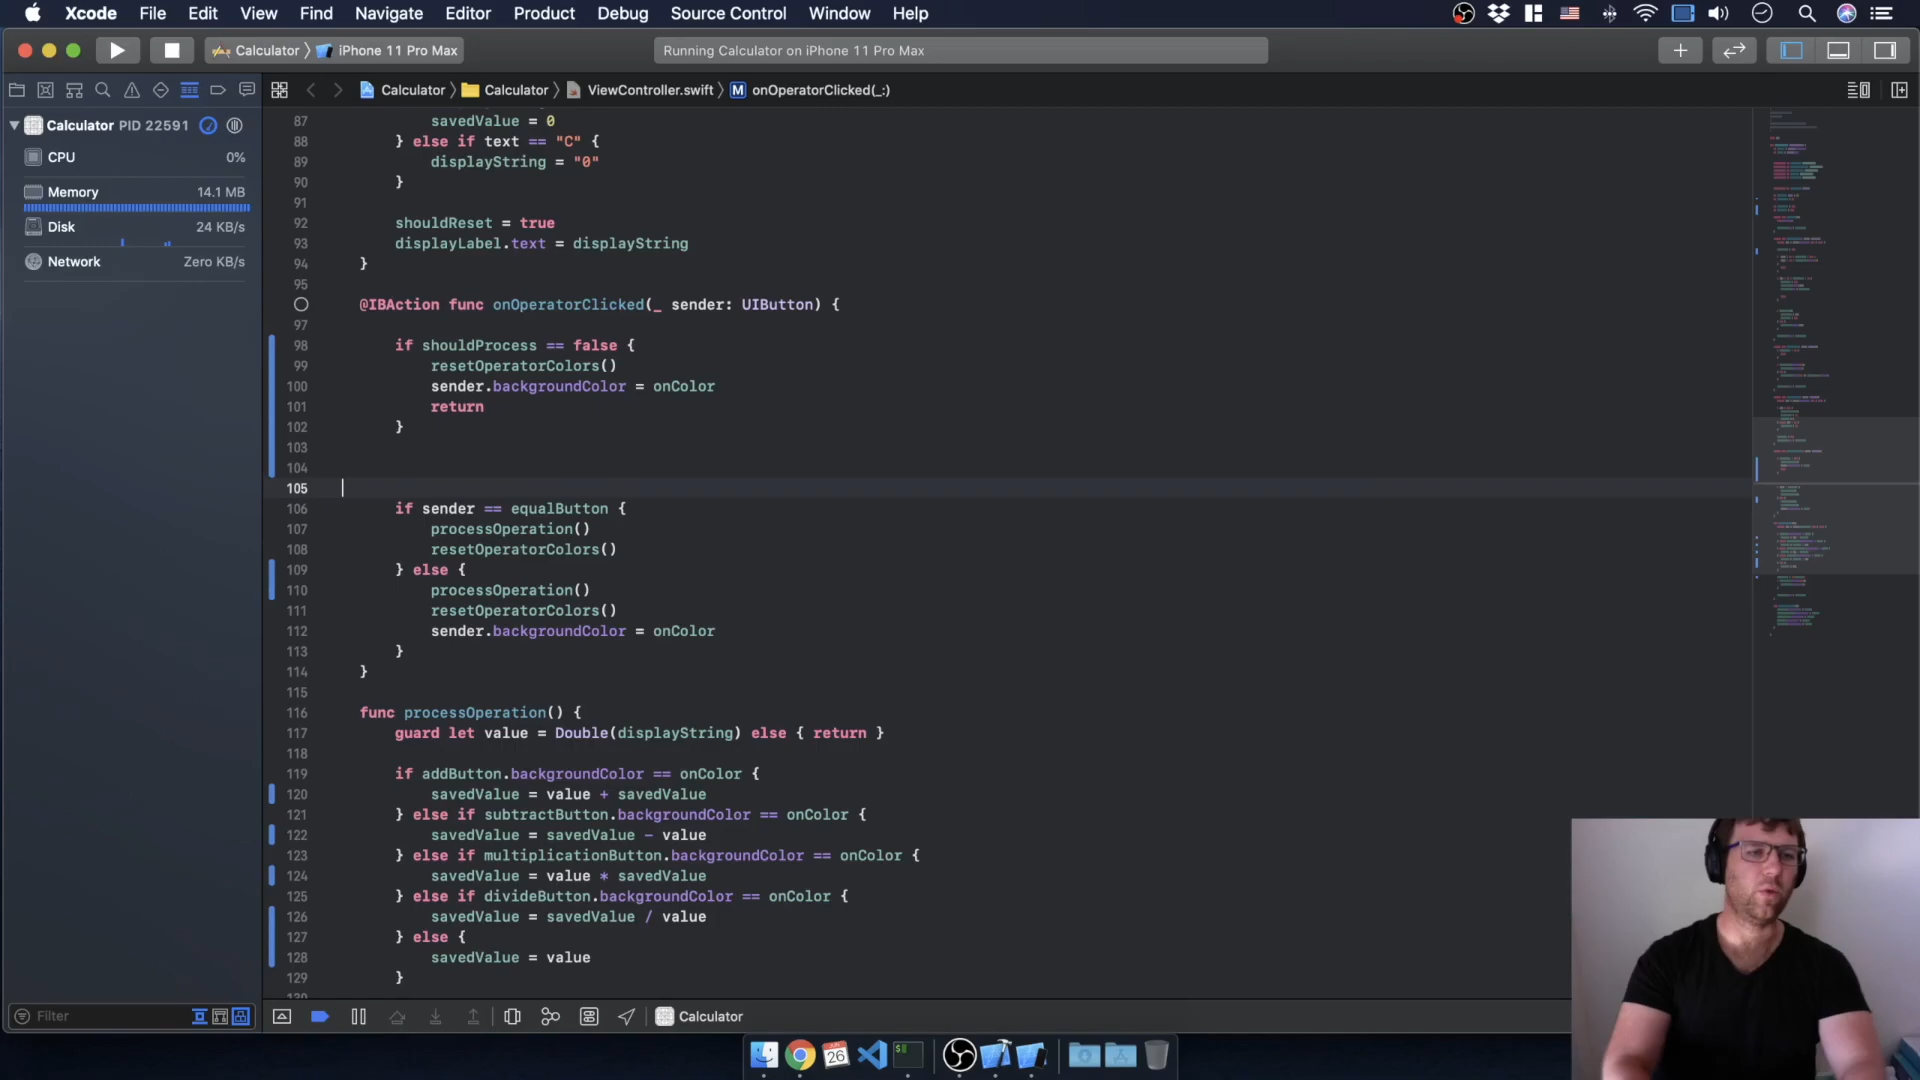 Xcode File Edit View Find Navigate Editor Product Debug Source Control Window Help
Calculator 〉 iPhone 11 Pro Max
Running Calculator on iPhone 11 Pro Max
Calculator 〉 Calculator 〉 ViewController.swift 〉 M onOperatorClicked(_:)
Calculator PID 22591
CPU 0%
Memory 14.1 MB
Disk 24 KB/s
Network Zero KB/s
87 savedValue = 0
88 } else if text == "C" {
89 displayString = "0"
90 }
91
92 shouldReset = true
93 displayLabel.text = displayString
94 }
95
@IBAction func onOperatorClicked(_ sender: UIButton) {
97
98 if shouldProcess == false {
99 resetOperatorColors()
100 sender.backgroundColor = onColor
101 return
102 }
103
104
105
106 if sender == equalButton {
107 processOperation()
108 resetOperatorColors()
109 } else {
110 processOperation()
111 resetOperatorColors()
112 sender.backgroundColor = onColor
113 }
114 }
115
116 func processOperation() {
117 guard let value = Double(displayString) else { return }
118
119 if addButton.backgroundColor == onColor {
120 savedValue = value + savedValue
121 } else if subtractButton.backgroundColor == onColor {
122 savedValue = savedValue - value
123 } else if multiplicationButton.backgroundColor == onColor {
124 savedValue = value * savedValue
125 } else if divideButton.backgroundColor == onColor {
126 savedValue = savedValue / value
127 } else {
128 savedValue = value
129 }
Filter
Calculator
JUN
26